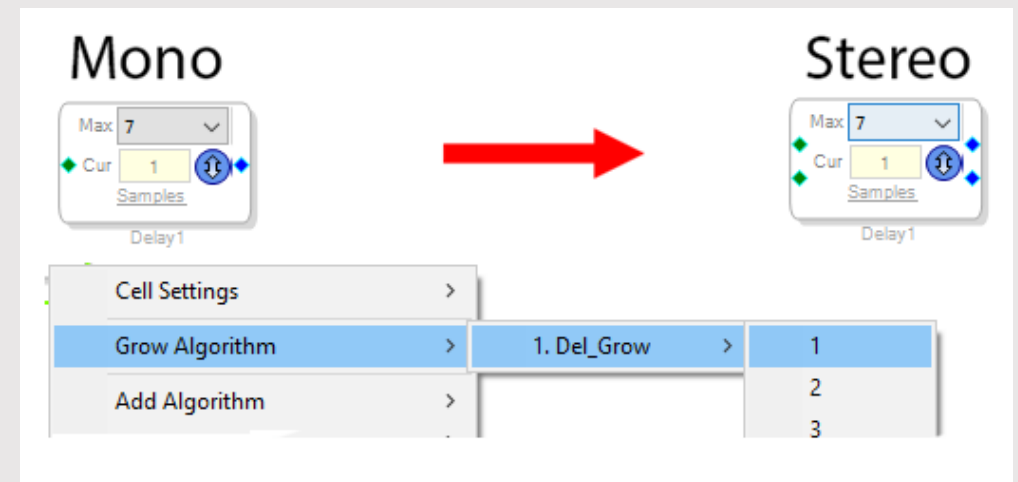 Mono
Stereo
Max 7
Cur 1
Samples
Delay1
Max 7
Cur 1
Samples
Delay1
Cell Settings
Grow Algorithm
1. Del_Grow
1
Add Algorithm
2
3